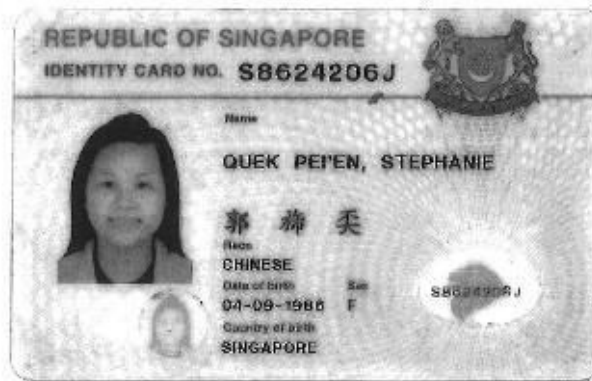 REPUBLIC OF SINGAPORE
IDENTITY CARD NO. S8624206J
Name
QUEK PEI'EN, STEPHANIE
郭
Race
CHINESE
Date of birth Sex
04-09-1986 F
Country of birth
SINGAPORE
S8624206J